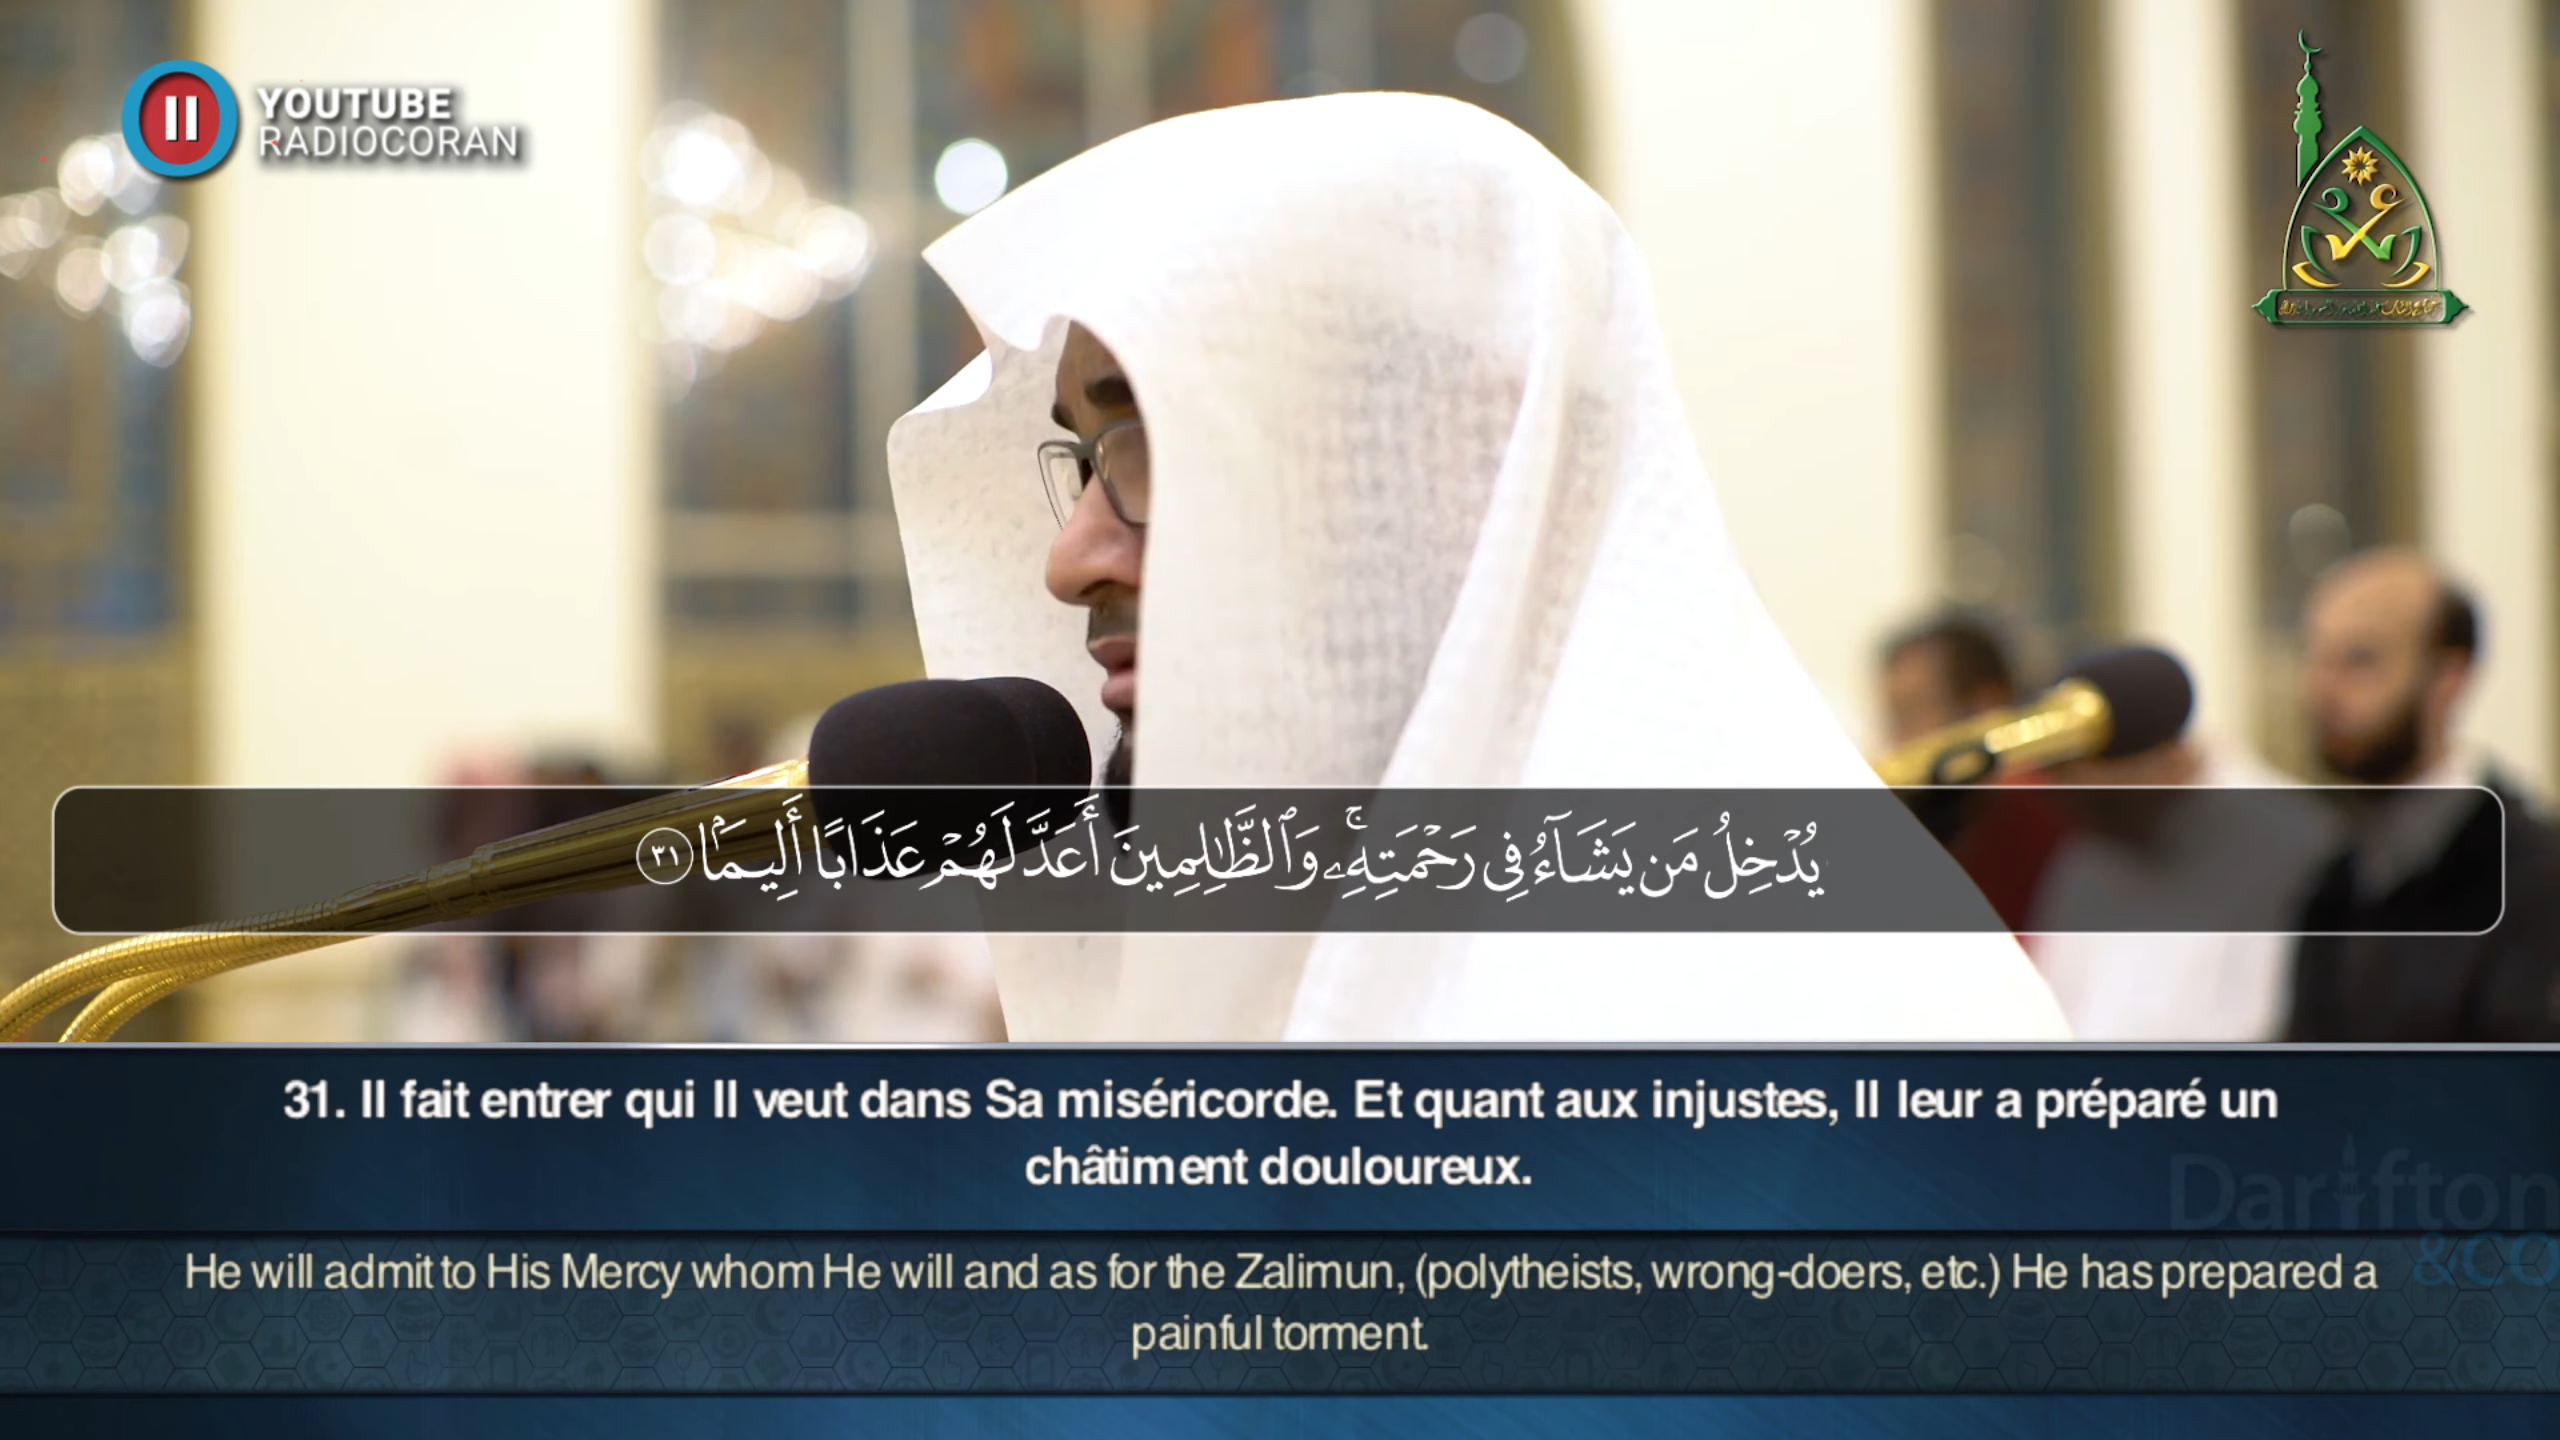 YOUTUBE
RADIOCORAN
يُدْخِلُ مَن يَشَآءُ فِى رَحْمَتِهِۦۚ وَٱلظَّٰلِمِينَ أَعَدَّ لَهُمْ عَذَابًا أَلِيمَۢا ٣١
31. Il fait entrer qui Il veut dans Sa miséricorde. Et quant aux injustes, Il leur a préparé un
châtiment douloureux.
Darifton
&CO
He will admit to His Mercy whom He will and as for the Zalimun, (polytheists, wrong-doers, etc.) He has prepared a
painful torment.